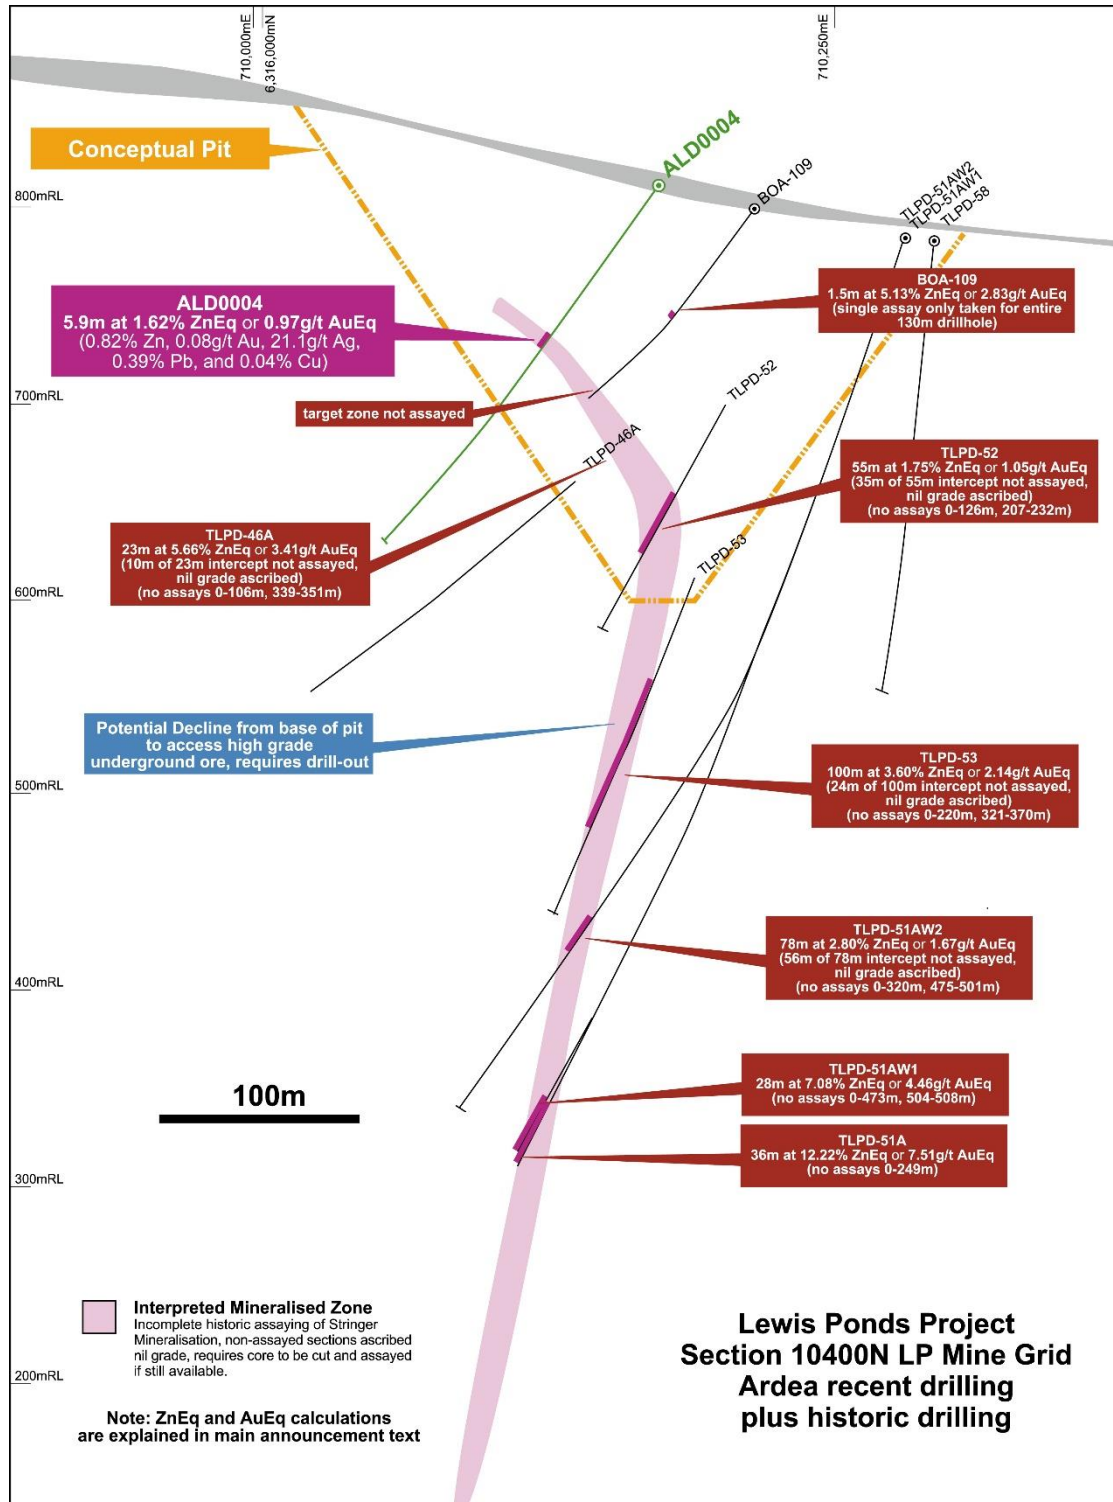 710,000mE
6,316,000mN
710,250mE
Conceptual Pit
ALD0004
BOA-109
TLPD-51AW2
TLPD-51AW1
TLPD-58
800mRL
BOA-109
1.5m at 5.13% ZnEq or 2.83g/t AuEq
(single assay only taken for entire
130m drillhole)
ALD0004
5.9m at 1.62% ZnEq or 0.97g/t AuEq
(0.82% Zn, 0.08g/t Au, 21.1g/t Ag,
0.39% Pb, and 0.04% Cu)
700mRL
target zone not assayed
TLPD-52
TLPD-46A
TLPD-52
55m at 1.75% ZnEq or 1.05g/t AuEq
(35m of 55m intercept not assayed,
nil grade ascribed)
(no assays 0-126m, 207-232m)
TLPD-46A
23m at 5.66% ZnEq or 3.41g/t AuEq
(10m of 23m intercept not assayed,
nil grade ascribed)
(no assays 0-106m, 339-351m)
TLPD-53
600mRL
Potential Decline from base of pit
to access high grade
underground ore, requires drill-out
TLPD-53
100m at 3.60% ZnEq or 2.14g/t AuEq
(24m of 100m intercept not assayed,
nil grade ascribed)
(no assays 0-220m, 321-370m)
500mRL
TLPD-51AW2
78m at 2.80% ZnEq or 1.67g/t AuEq
(56m of 78m intercept not assayed,
nil grade ascribed)
(no assays 0-320m, 475-501m)
400mRL
TLPD-51AW1
28m at 7.08% ZnEq or 4.46g/t AuEq
(no assays 0-473m, 504-508m)
100m
TLPD-51A
36m at 12.22% ZnEq or 7.51g/t AuEq
(no assays 0-249m)
300mRL
Interpreted Mineralised Zone
Incomplete historic assaying of Stringer
Mineralisation, non-assayed sections ascribed
nil grade, requires core to be cut and assayed
if still available.
200mRL
Note: ZnEq and AuEq calculations
are explained in main announcement text
Lewis Ponds Project
Section 10400N LP Mine Grid
Ardea recent drilling
plus historic drilling